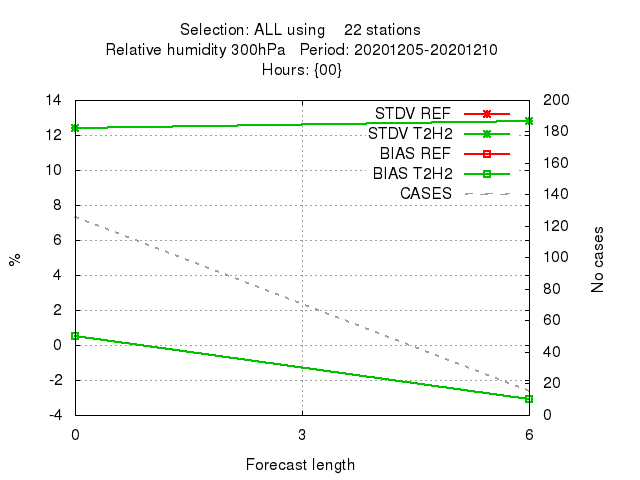 Selection: ALL using 22 stations
Relative humidity 300hPa Period: 20201205-20201210
Hours: {00}
14
12
10
8
6
4
2
0
-2
-4
%
STDV REF
STDV T2H2
BIAS REF
BIAS T2H2
CASES
200
180
160
140
120
100
80
60
40
20
0
No cases
0 3 6
Forecast length